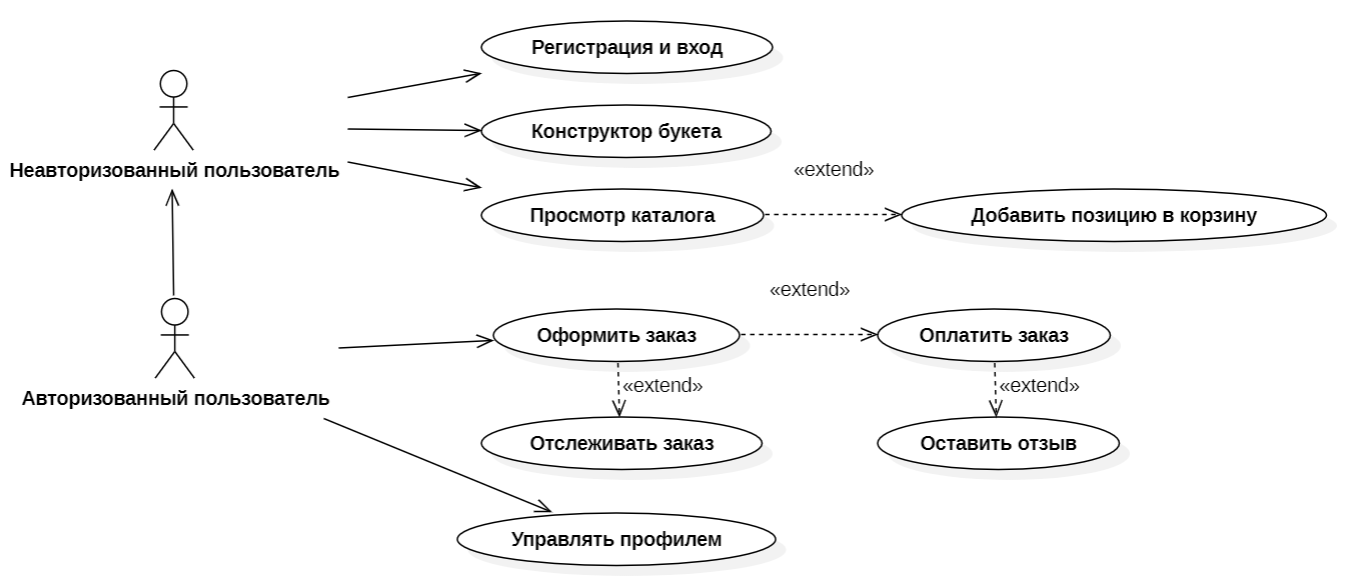 Регистрация и вход
Конструктор букета
Неавторизованный пользователь
«extend»
Просмотр каталога
Добавить позицию в корзину
«extend»
Оформить заказ
Оплатить заказ
«extend»
«extend»
Авторизованный пользователь
Отслеживать заказ
Оставить отзыв
Управлять профилем